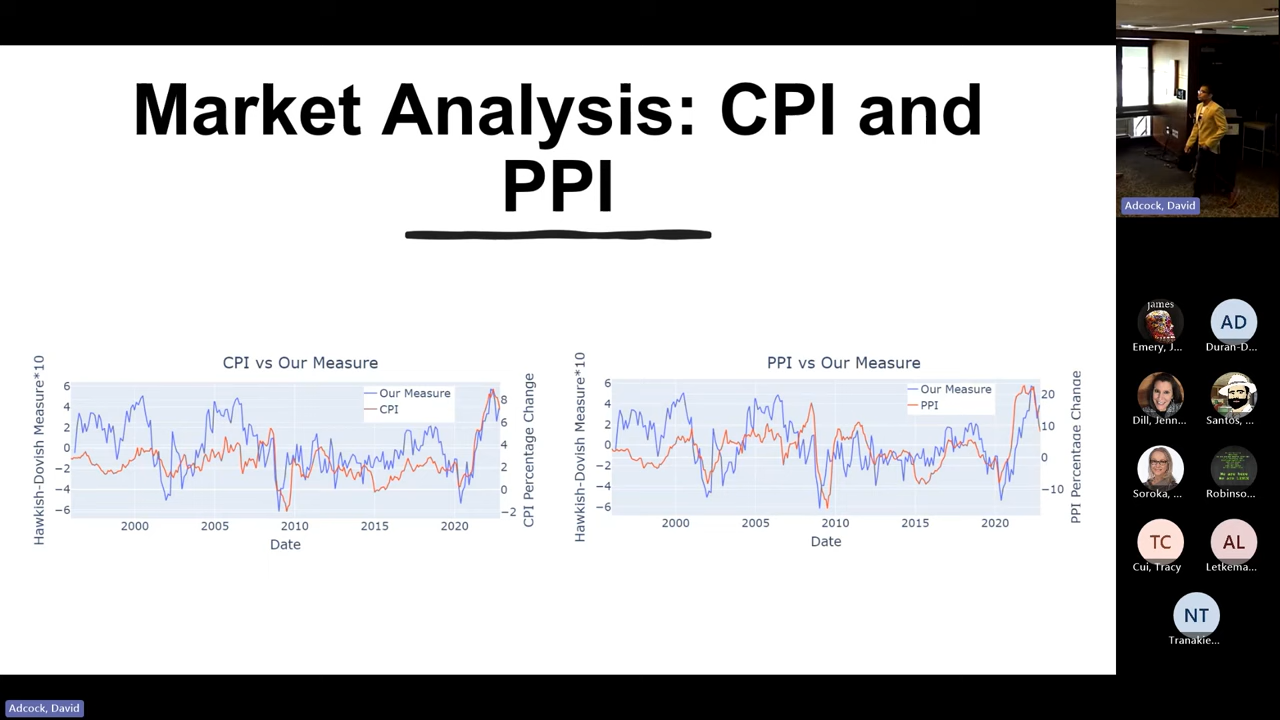 Market Analysis: CPI and
PPI
CPI vs Our Measure
Hawkish-Dovish Measure*10
6
4
2
0
−2
−4
−6
Our Measure
CPI
8
6
4
2
0
−2
CPI Percentage Change
2000
2005
2010
2015
2020
Date
PPI vs Our Measure
Hawkish-Dovish Measure*10
6
4
2
0
−2
−4
−6
Our Measure
PPI
20
10
0
−10
PPI Percentage Change
2000
2005
2010
2015
2020
Date
Adcock, David
james
Emery, J...
AD
Duran-D...
Dill, Jenn...
Santos, ...
Soroka, ...
Robinso...
TC
Cui, Tracy
AL
Letkema...
NT
Tranakie...
Adcock, David